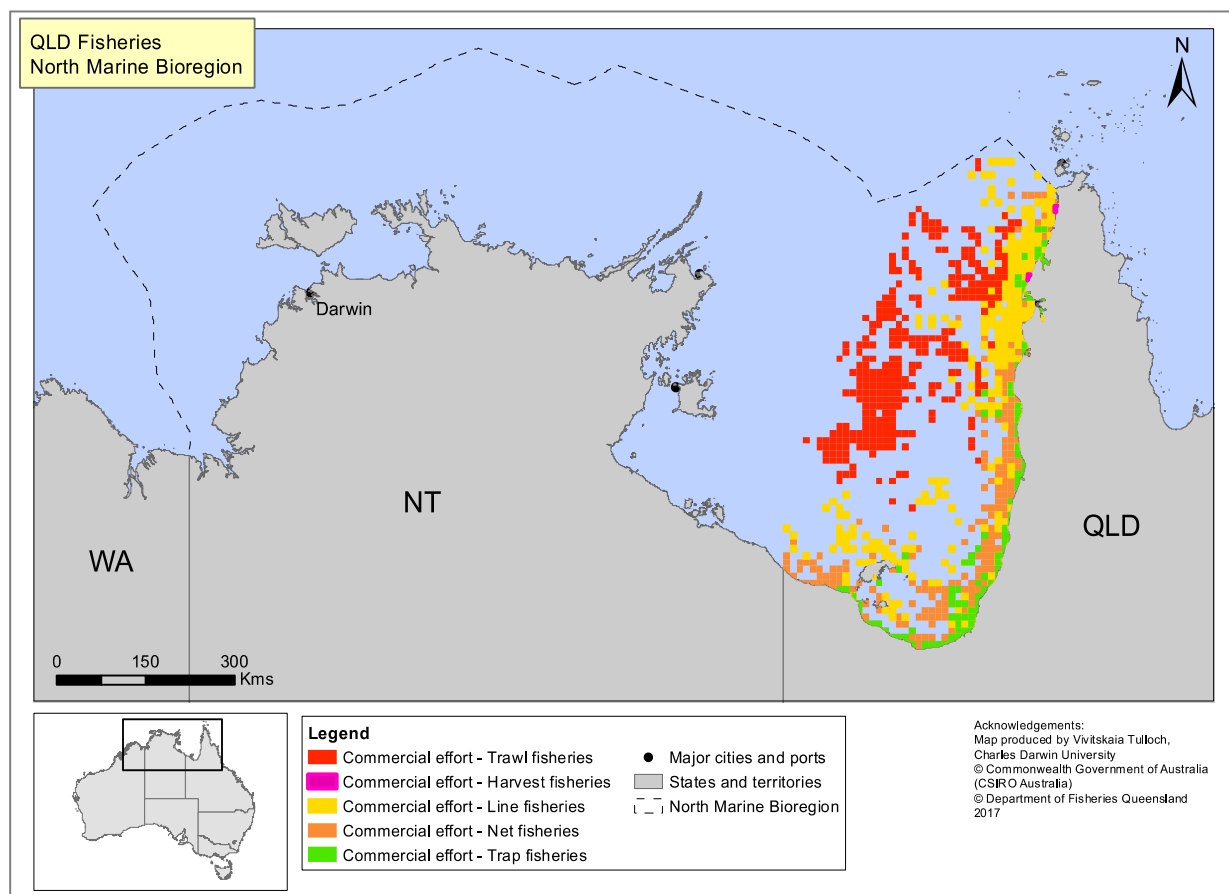 QLD Fisheries
North Marine Bioregion
N
Darwin
NT
WA
QLD
0 150 300
Kms
Legend
Commercial effort - Trawl fisheries
Commercial effort - Harvest fisheries
Commercial effort - Line fisheries
Commercial effort - Net fisheries
Commercial effort - Trap fisheries
Major cities and ports
States and territories
North Marine Bioregion
Acknowledgements:
Map produced by Vivitskaia Tulloch,
Charles Darwin University
© Commonwealth Government of Australia
(CSIRO Australia)
© Department of Fisheries Queensland
2017